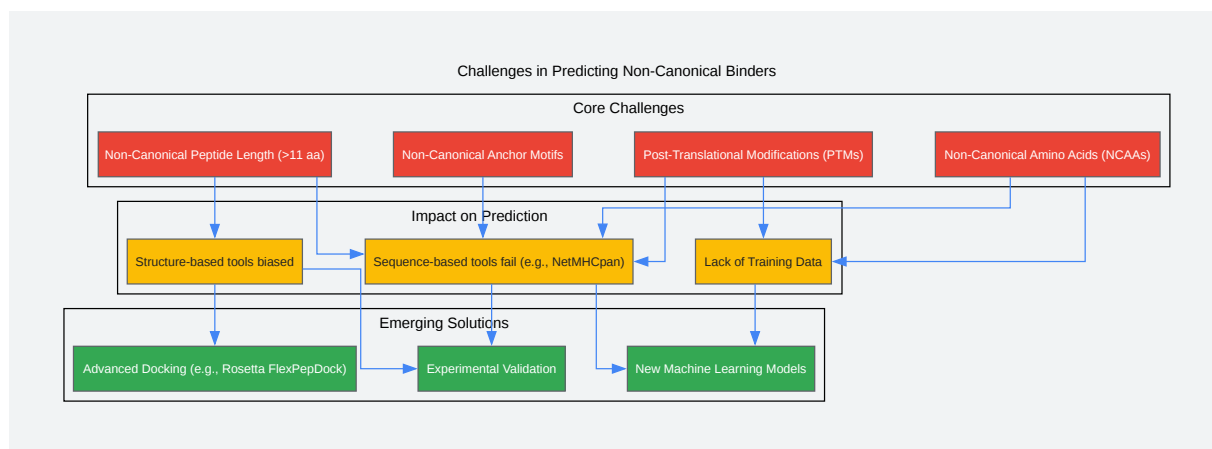 Challenges in Predicting Non-Canonical Binders
Core Challenges
Non-Canonical Peptide Length (>11 aa)
Non-Canonical Anchor Motifs
Post-Translational Modifications (PTMs)
Non-Canonical Amino Acids (NCAAs)
Impact on Prediction
Structure-based tools biased
Sequence-based tools fail (e.g., NetMHCpan)
Lack of Training Data
Emerging Solutions
Advanced Docking (e.g., Rosetta FlexPepDock)
Experimental Validation
New Machine Learning Models